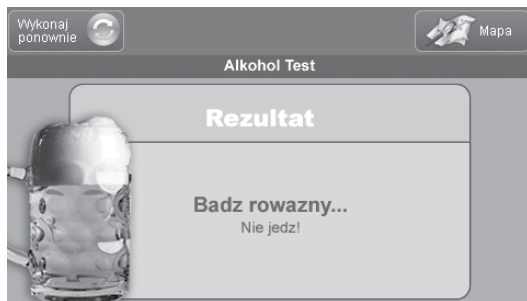 Wykonaj
ponownie
Mapa
Alkohol Test
Rezultat
Badz rowazny...
Nie jedz!